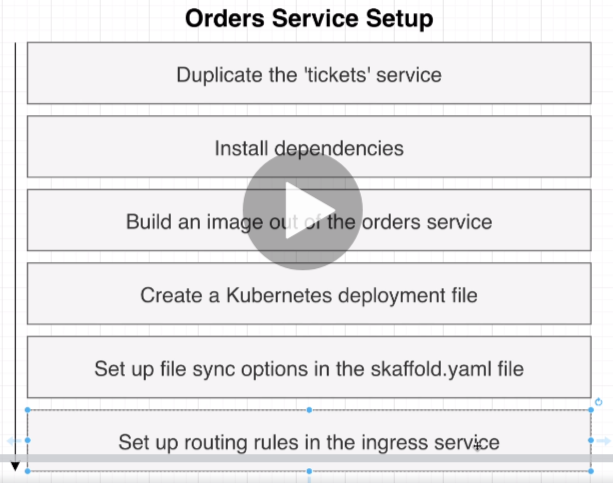 Orders Service Setup
Duplicate the 'tickets' service
Install dependencies
Build an image out of the orders service
Create a Kubernetes deployment file
Set up file sync options in the skaffold.yaml file
Set up routing rules in the ingress service